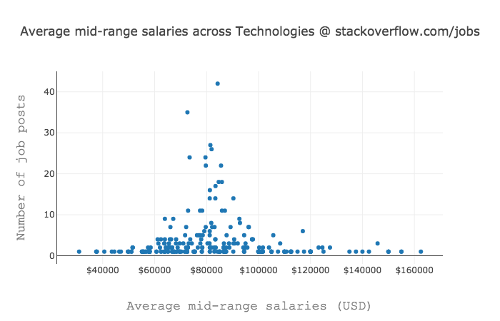 Average mid-range salaries across Technologies @ stackoverflow.com/jobs
Number of job posts
40
30
20
10
0
$40000 $60000 $80000 $100000 $120000 $140000 $160000
Average mid-range salaries (USD)